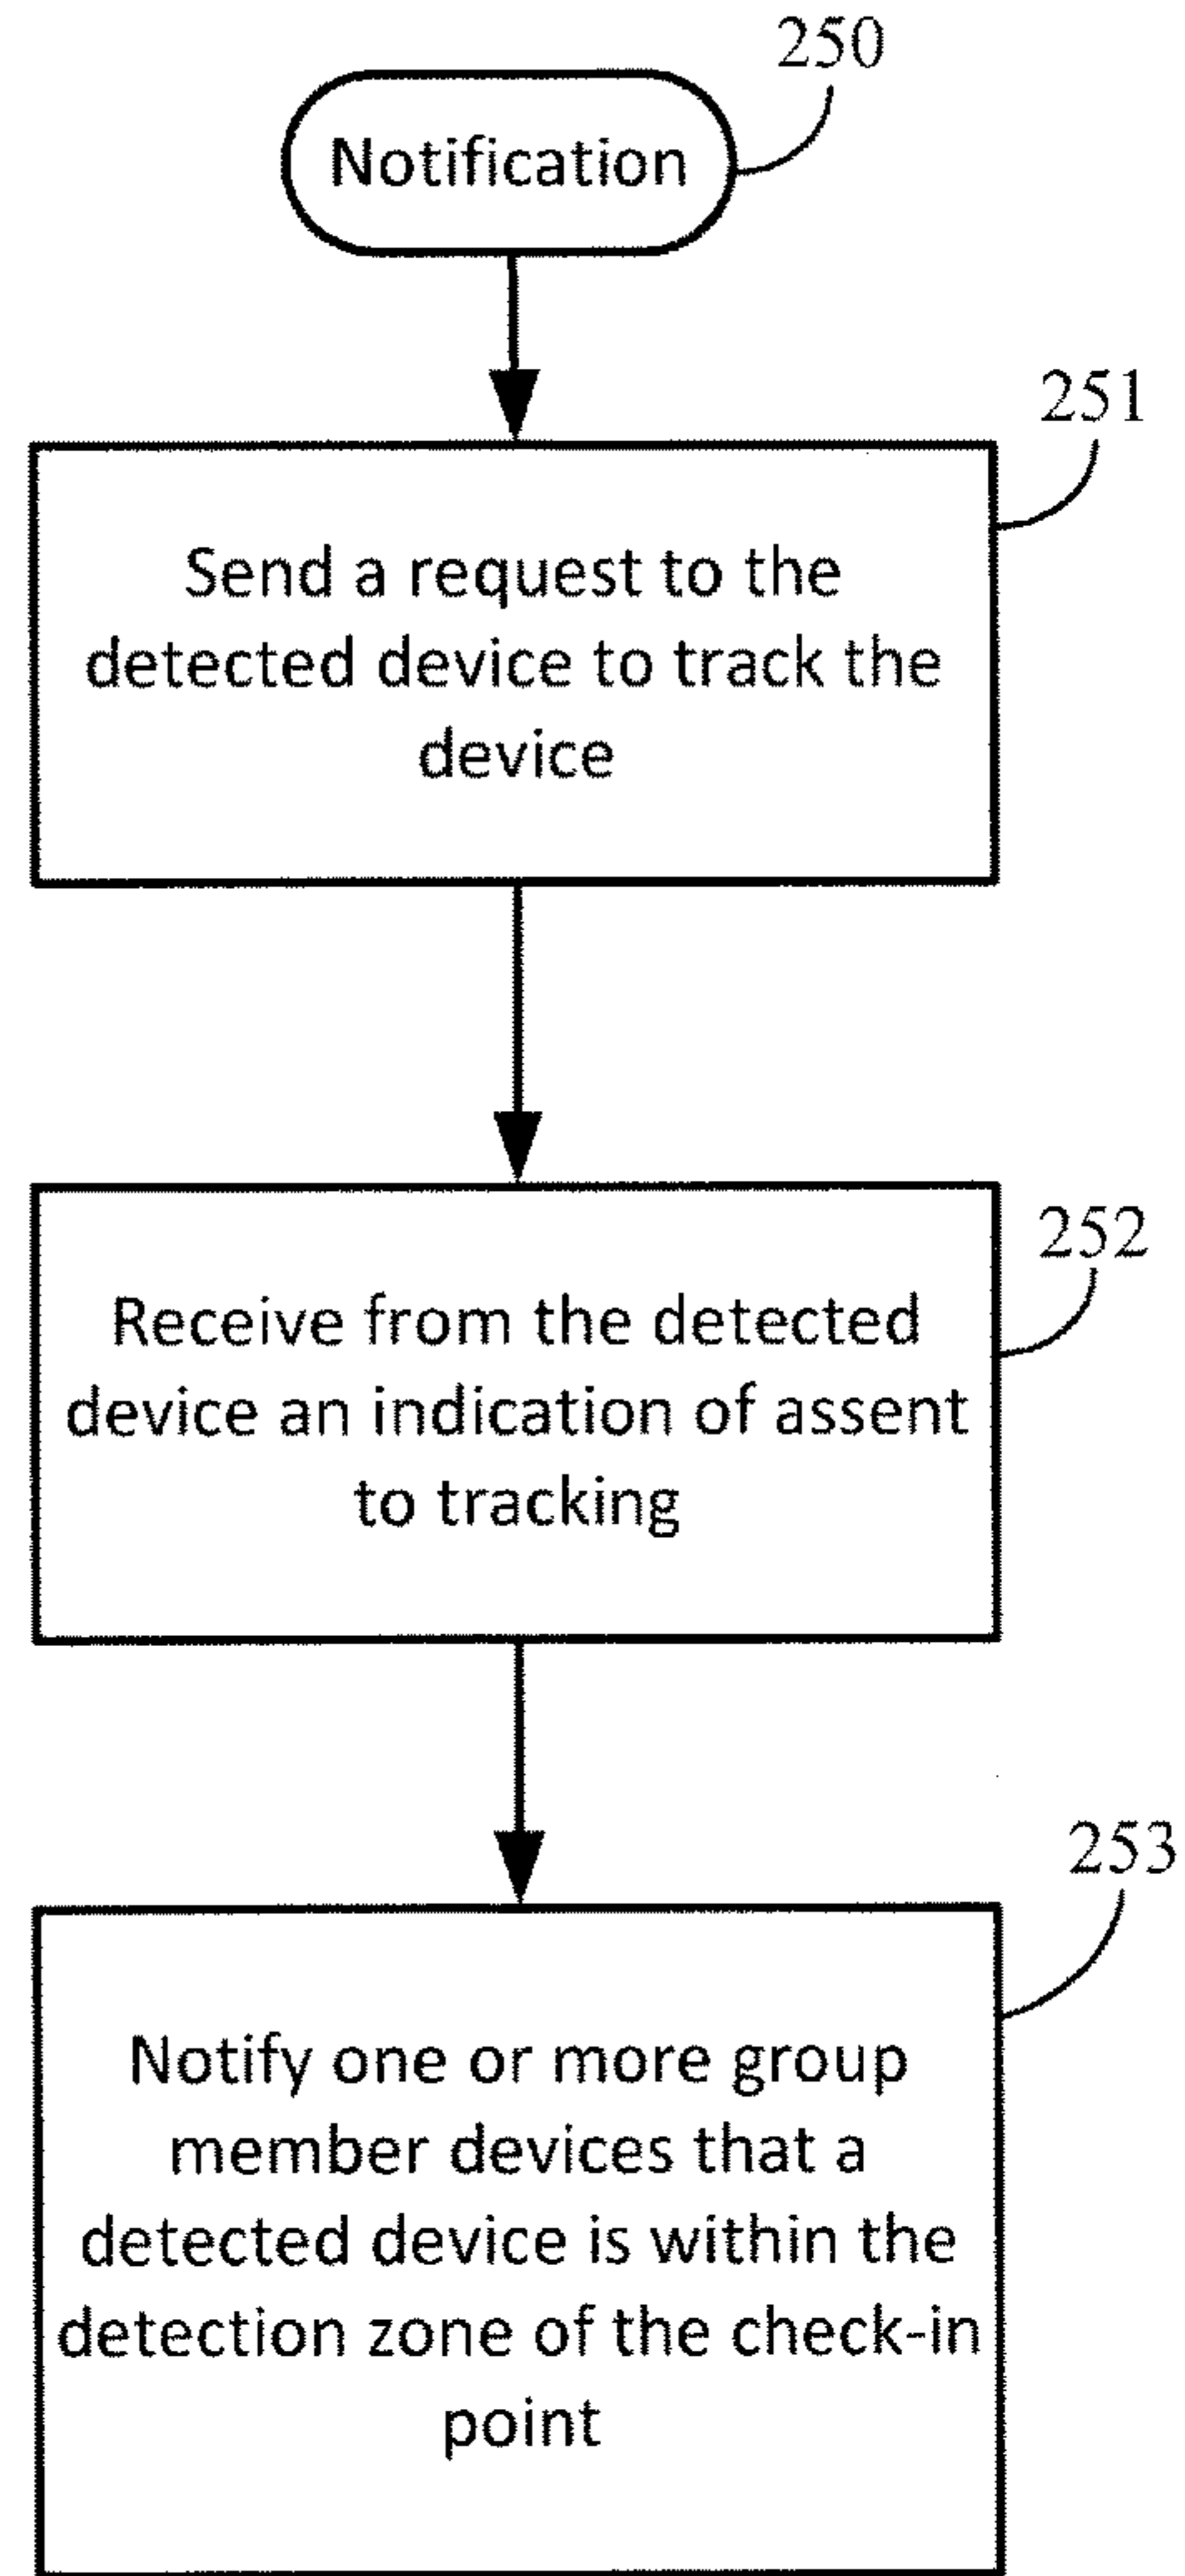 250
Notification
251
Send a request to the
detected device to track the
device
252
Receive from the detected
device an indication of assent
to tracking
253
Notify one or more group
member devices that a
detected device is within the
detection zone of the check-in
point